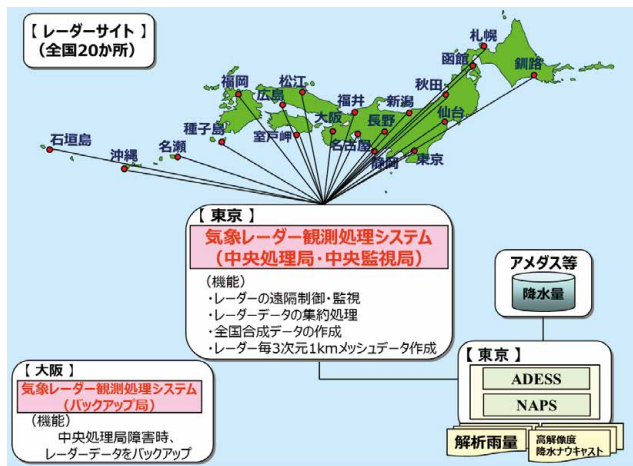 【 レーダーサイト 】
（全国20か所）
札幌
函館
釧路
秋田
仙台
新潟
福井
長野
松江
広島
福岡
大阪
名古屋
静岡
東京
室戸岬
種子島
名瀬
沖縄
石垣島
【 東京 】
気象レーダー観測処理システム
（中央処理局・中央監視局）
（機能）
・レーダーの遠隔制御・監視
・レーダーデータの集約処理
・全国合成データの作成
・レーダー毎3次元1kmメッシュデータ作成
アメダス等
降水量
【 大阪 】
気象レーダー観測処理システム
（バックアップ局）
（機能）
中央処理局障害時、
レーダーデータをバックアップ
【 東京 】
ADESS
NAPS
解析雨量
高解像度
降水ナウキャスト